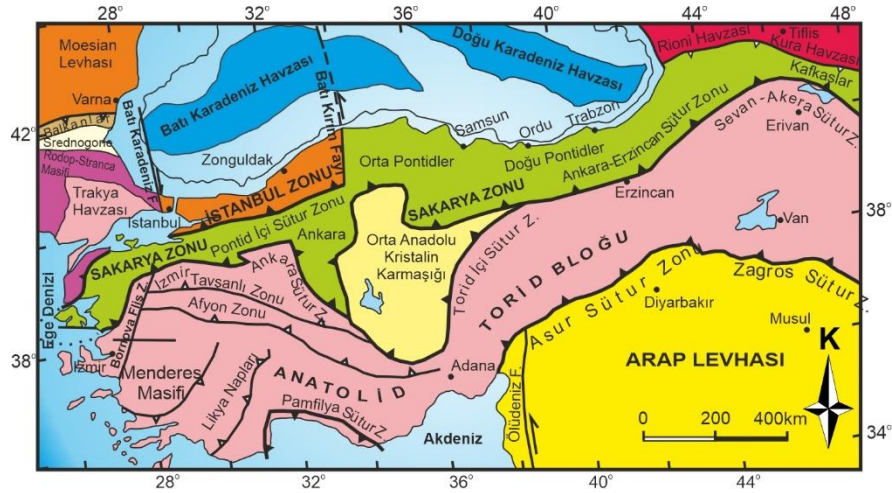 28° 32° 36° 40° 44° 48°
Moesian
Levhası
Varna
Balkanlar
Srednogone
Rodop-Stranca
Masifi
Trakya
Havzası
İstanbul
Batı Karadeniz F.
Batı Karadeniz Havzası
Batı Kırım Fayı
Doğu Karadeniz Havzası
Rioni Havzası
Tiflis
Kura Havzası
Kafkaslar
Sevan-Akera Sütur Z.
Erivan
42°
Zonguldak
İSTANBUL ZONU
Samsun
Ordu
Trabzon
Orta Pontidler
Doğu Pontidler
Ankara-Erzincan Sütur Zonu
SAKARYA ZONU
Erzincan
Van
38°
SAKARYA ZONU
Pontid İçi Sütur Zonu
Ankara
Orta Anadolu
Kristalin
Karmaşığı
Torid İçi Sütur Z.
TORİD BLOĞU
Ege Denizi
Bornova Fliş Z.
İzmir
Ankara Sütur Z.
Tavşanlı Zonu
Afyon Zonu
38°
İzmir
Menderes
Masifi
Likya Napları
ANATOLİD
Pamfilya Sütur Z.
Adana
Akdeniz
Ölüdeniz F.
Asur Sütur Zonu
Zagros Sütur Z.
Diyarbakır
Musul
ARAP LEVHASI
K
0 200 400km
34°
28° 32° 36° 40° 44°